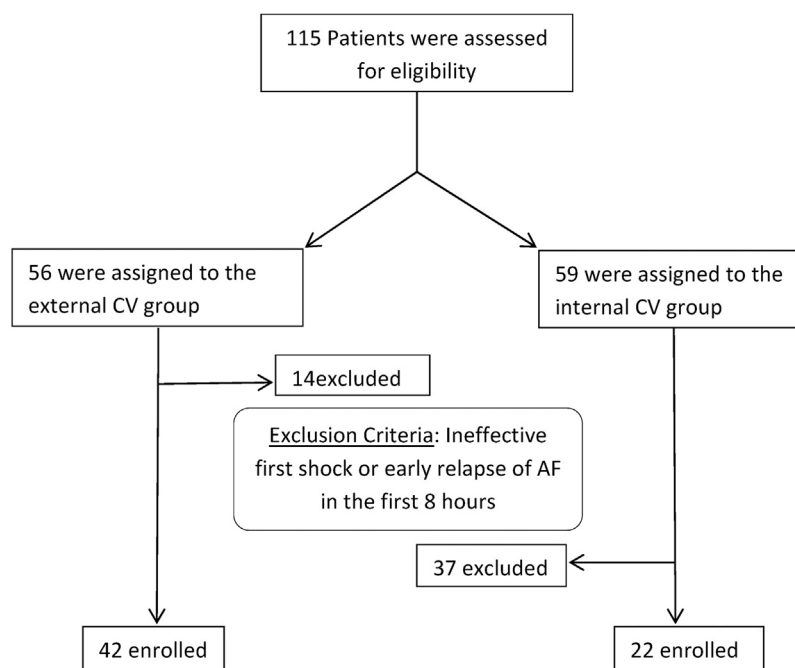 115 Patients were assessed
for eligibility
56 were assigned to the
external CV group
59 were assigned to the
internal CV group
14excluded
Exclusion Criteria: Ineffective
first shock or early relapse of AF
in the first 8 hours
37 excluded
42 enrolled
22 enrolled